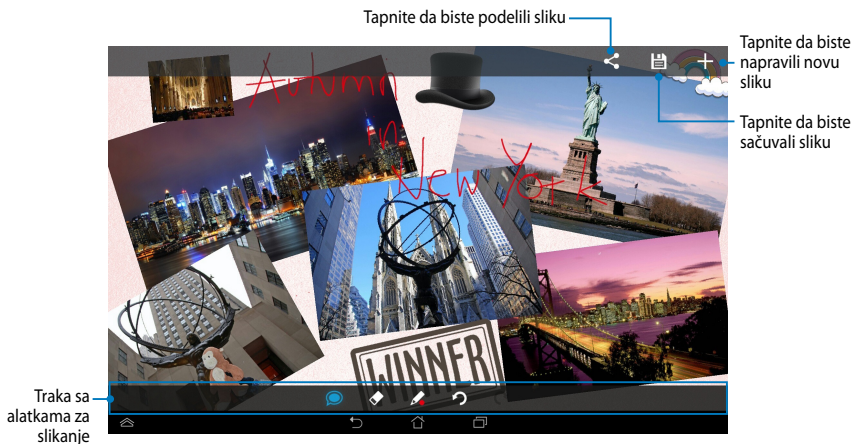 Tapnite da biste podelili sliku
Tapnite da biste
napravili novu
sliku
Tapnite da biste
sačuvali sliku
Autumn
in
New York
WINNER
Traka sa
alatkama za
slikanje